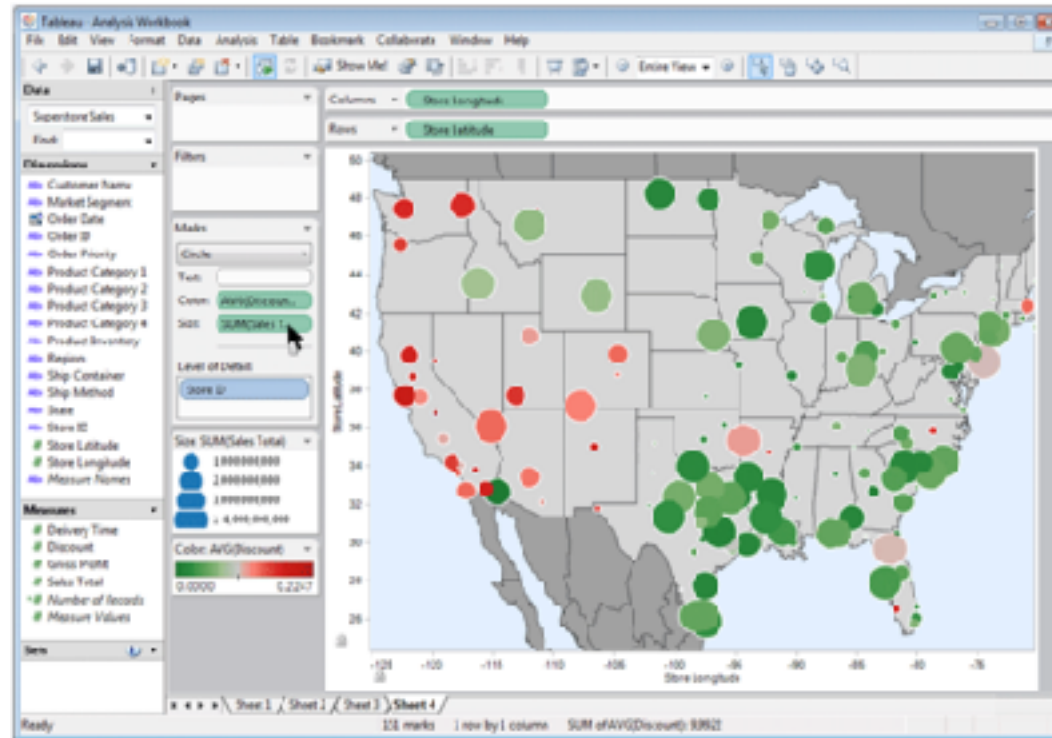 Tableau - Analysis Workbook
File Edit View Format Data Analysis Table Bookmark Collaborate Window Help
Show Me! Entire View
Data
Superstore Sales
Find:
Dimensions
Customer Name
Market Segment
Order Date
Order ID
Order Priority
Product Category 1
Product Category 2
Product Category 3
Product Category 4
Product Inventory
Region
Ship Container
Ship Method
State
Store ID
Store Latitude
Store Longitude
Measure Names
Measures
Delivery Time
Discount
Gross Profit
Sales Total
Number of Records
Measure Values
Sets
Pages
Filters
Marks
Circle
Text:
Color: AVG(Discoun...
Size: SUM(Sales T...
Level of Detail:
Store ID
Size: SUM(Sales Total)
Color: AVG(Discount)
0.0000
Columns Store Longitude
Rows Store Latitude
50
48
46
44
42
40
38
36
34
32
30
28
26
Store Latitude
-120 -115 -105 -100 -95 -90 -85 -80 -75
Store Longitude
Sheet 1 Sheet 2 Sheet 3 Sheet 4
Ready
1 row by 1 column